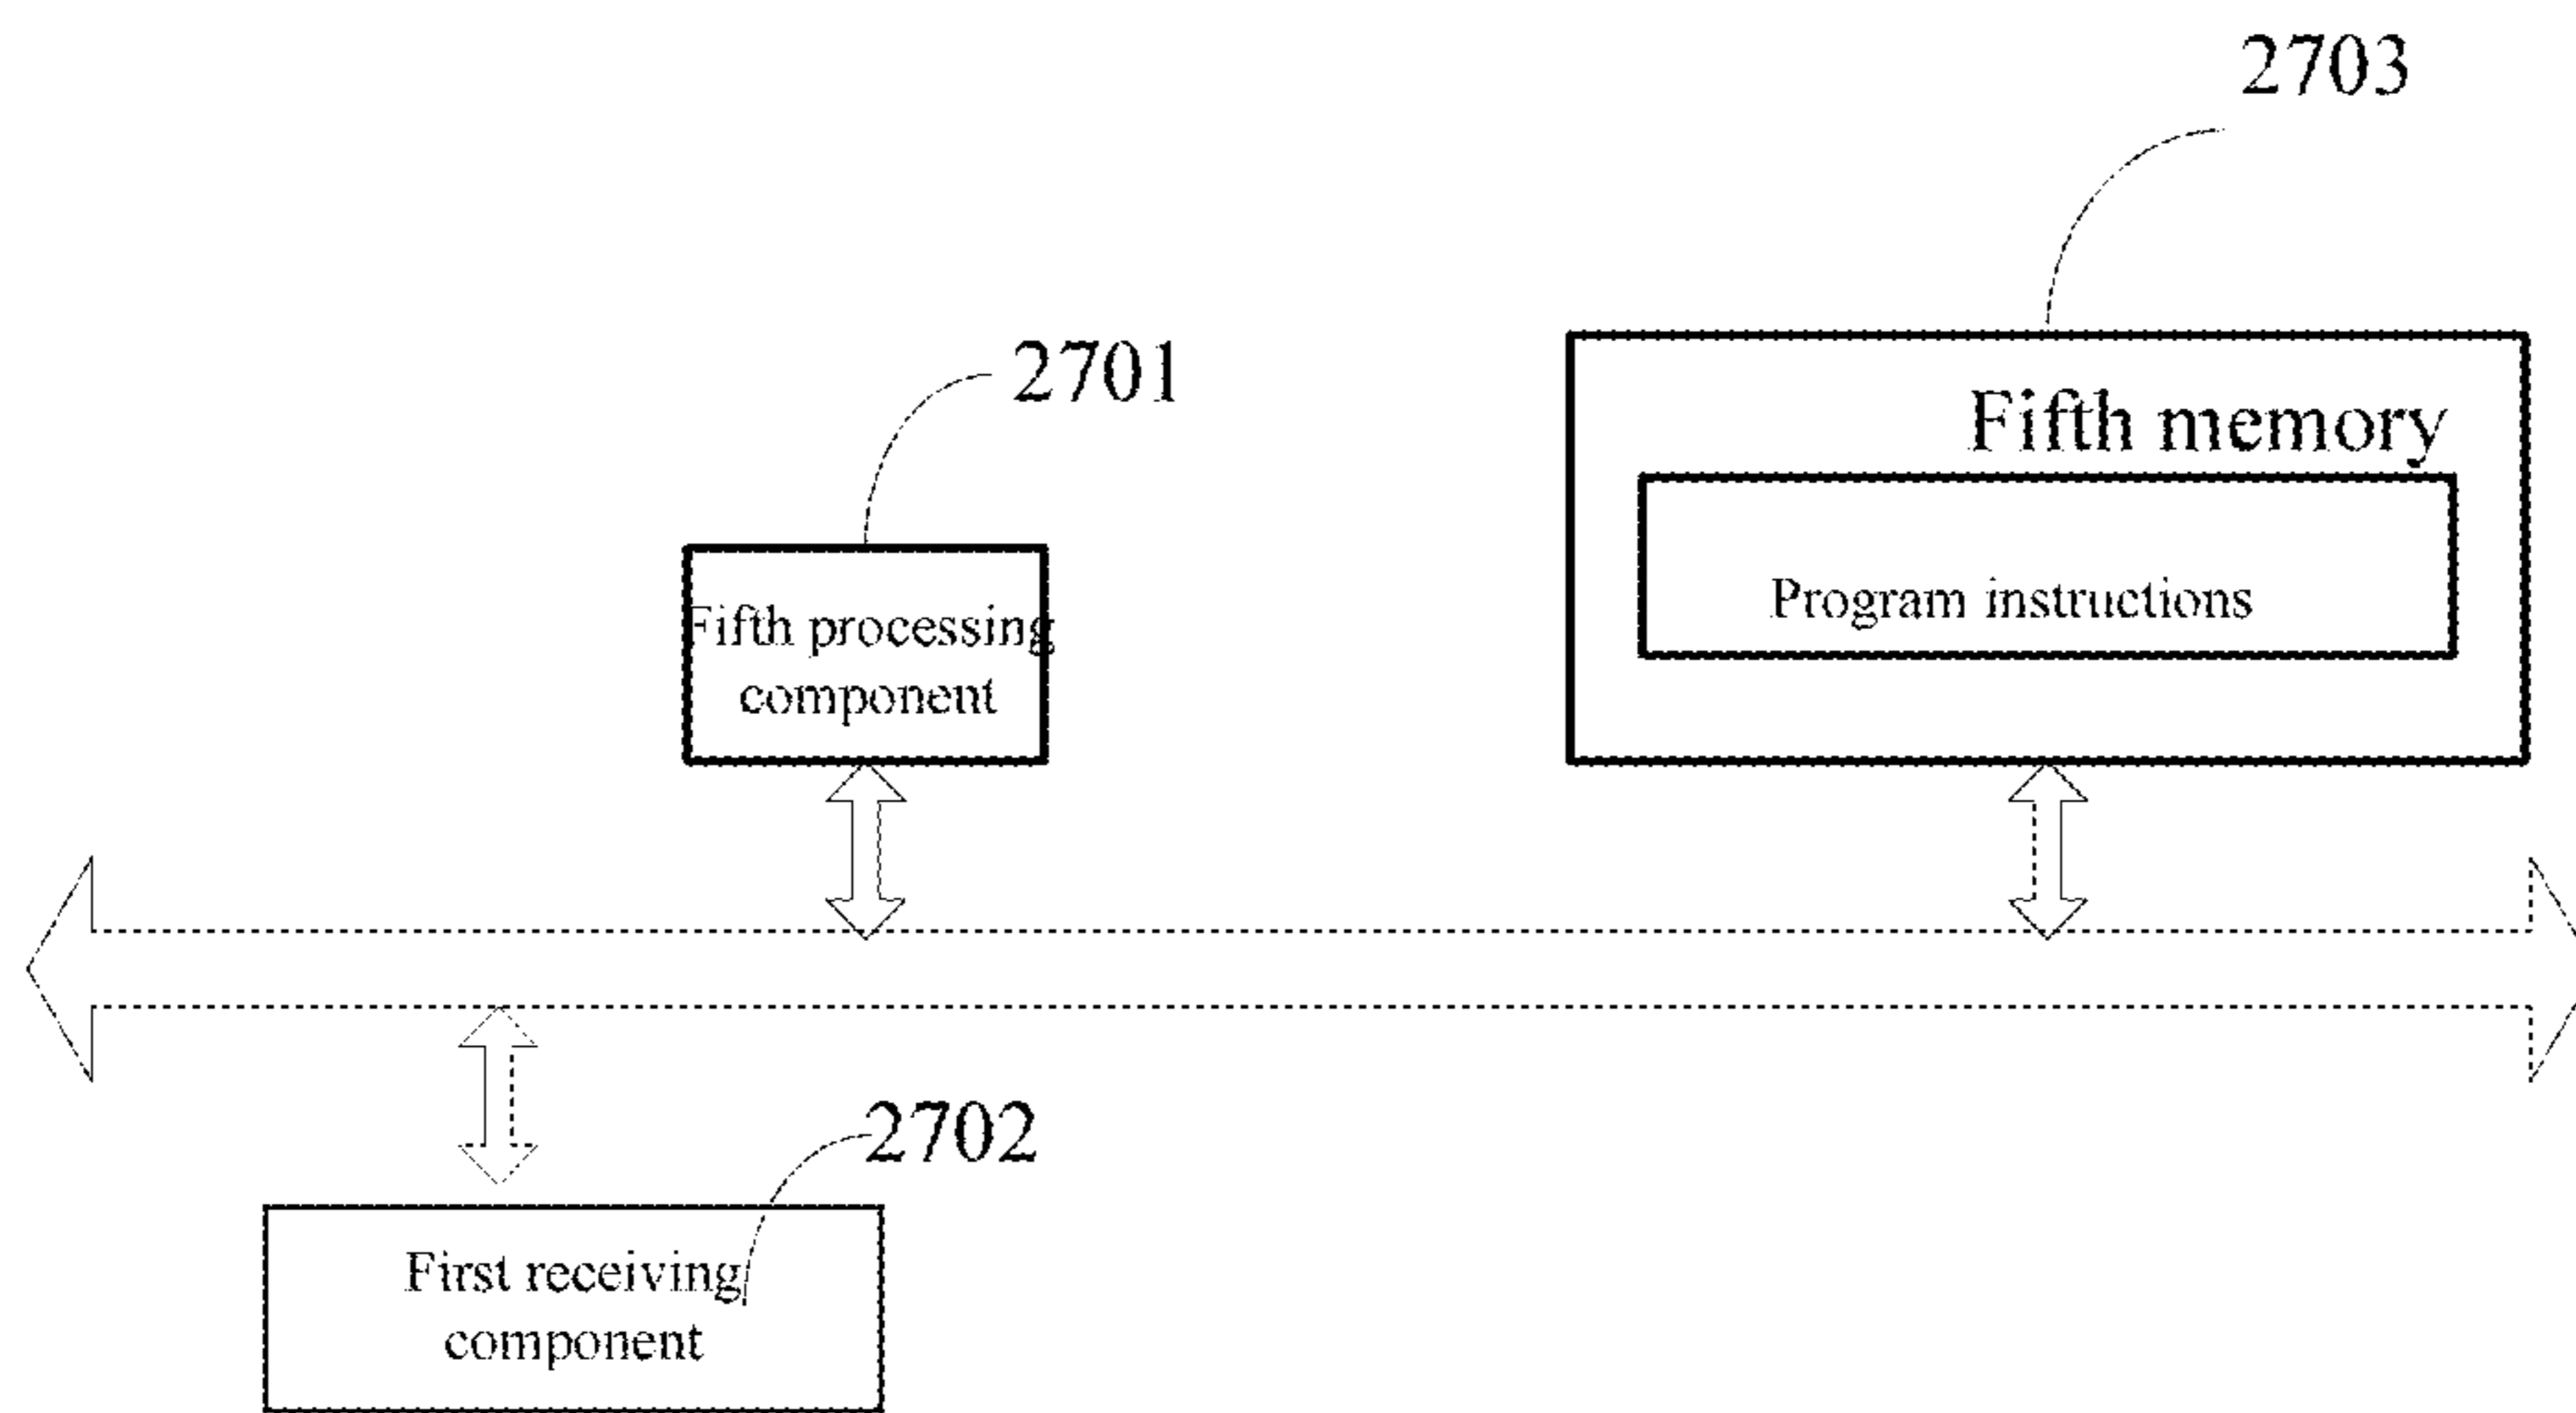 2703
2701
Fifth memory
Program instructions
Fifth processing
component
2702
First receiving
component